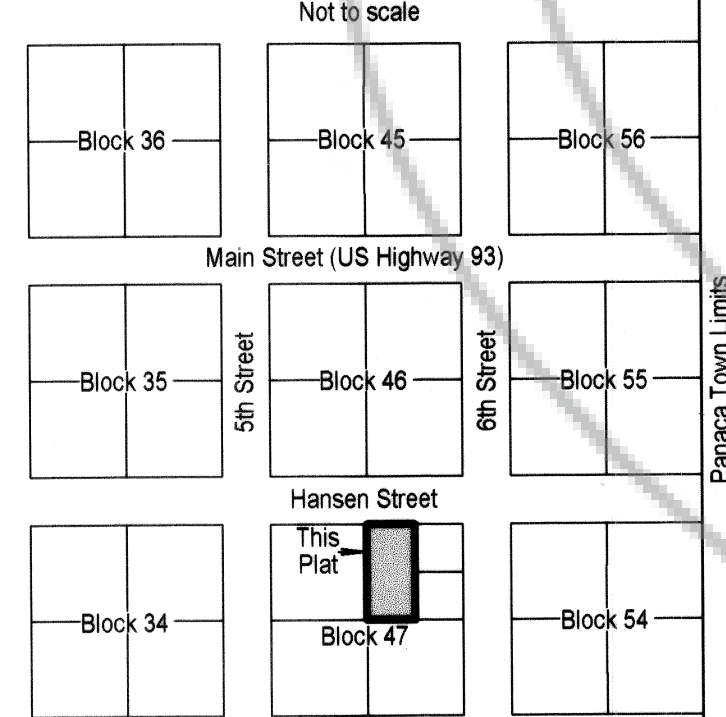 Not to scale
Block 36
Block 45
Block 56
Main Street (US Highway 93)
Block 35
5th Street
Block 46
6th Street
Block 55
Panaca Town Limits
Hansen Street
This
Plat
Block 34
Block 47
Block 54